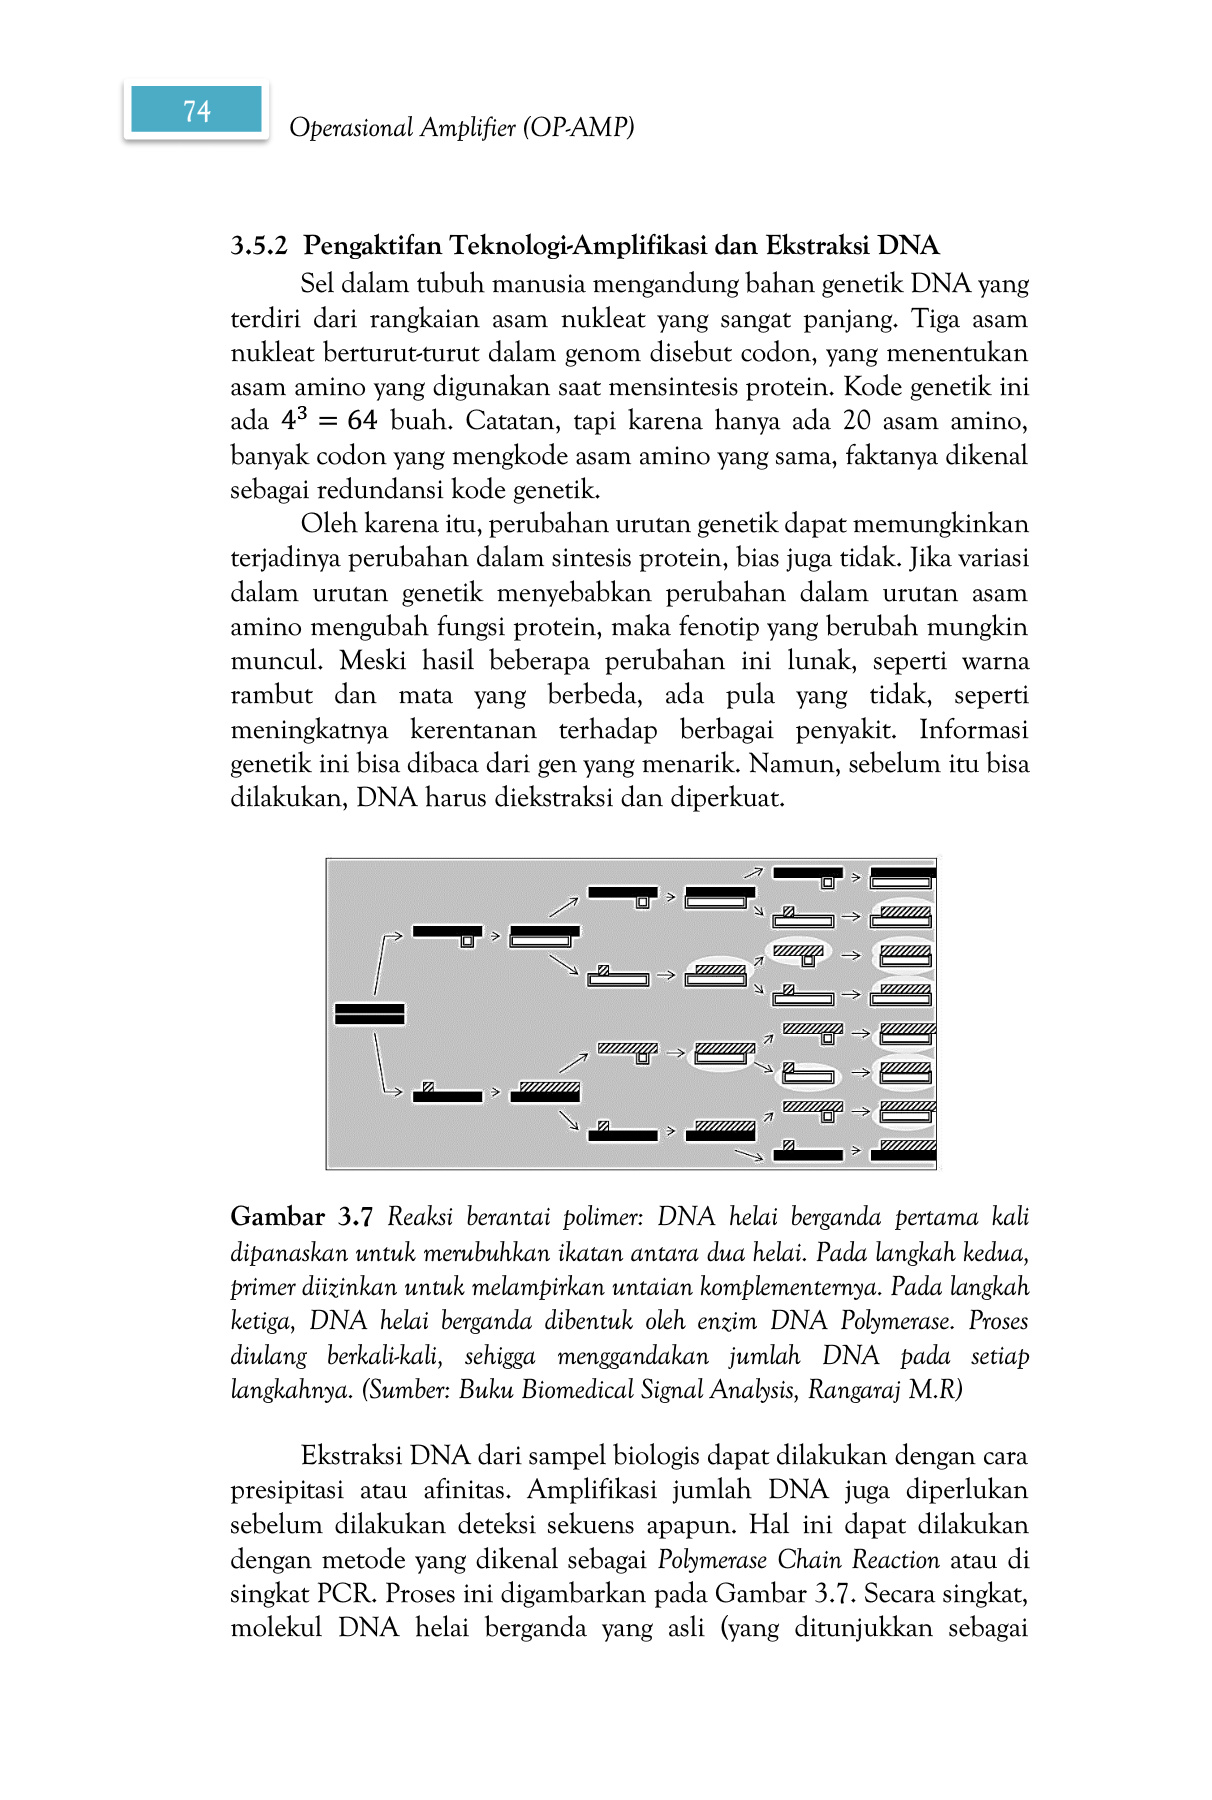 74
Operasional Amplifier (OP-AMP)
3.5.2 Pengaktifan Teknologi-Amplifikasi dan Ekstraksi DNA
Sel dalam tubuh manusia mengandung bahan genetik DNA yang
terdiri dari rangkaian asam nukleat yang sangat panjang. Tiga asam
nukleat berturut-turut dalam genom disebut codon, yang menentukan
asam amino yang digunakan saat mensintesis protein. Kode genetik ini
ada 4³ = 64 buah. Catatan, tapi karena hanya ada 20 asam amino,
banyak codon yang mengkode asam amino yang sama, faktanya dikenal
sebagai redundansi kode genetik.
Oleh karena itu, perubahan urutan genetik dapat memungkinkan
terjadinya perubahan dalam sintesis protein, bias juga tidak. Jika variasi
dalam urutan genetik menyebabkan perubahan dalam urutan asam
amino mengubah fungsi protein, maka fenotip yang berubah mungkin
muncul. Meski hasil beberapa perubahan ini lunak, seperti warna
rambut dan mata yang berbeda, ada pula yang tidak, seperti
meningkatnya kerentanan terhadap berbagai penyakit. Informasi
genetik ini bisa dibaca dari gen yang menarik. Namun, sebelum itu bisa
dilakukan, DNA harus diekstraksi dan diperkuat.
Gambar 3.7 Reaksi berantai polimer: DNA helai berganda pertama kali
dipanaskan untuk merubuhkan ikatan antara dua helai. Pada langkah kedua,
primer diizinkan untuk melampirkan untaian komplementernya. Pada langkah
ketiga, DNA helai berganda dibentuk oleh enzim DNA Polymerase. Proses
diulang berkali-kali, sehigga menggandakan jumlah DNA pada setiap
langkahnya. (Sumber: Buku Biomedical Signal Analysis, Rangaraj M.R)
Ekstraksi DNA dari sampel biologis dapat dilakukan dengan cara
presipitasi atau afinitas. Amplifikasi jumlah DNA juga diperlukan
sebelum dilakukan deteksi sekuens apapun. Hal ini dapat dilakukan
dengan metode yang dikenal sebagai Polymerase Chain Reaction atau di
singkat PCR. Proses ini digambarkan pada Gambar 3.7. Secara singkat,
molekul DNA helai berganda yang asli (yang ditunjukkan sebagai